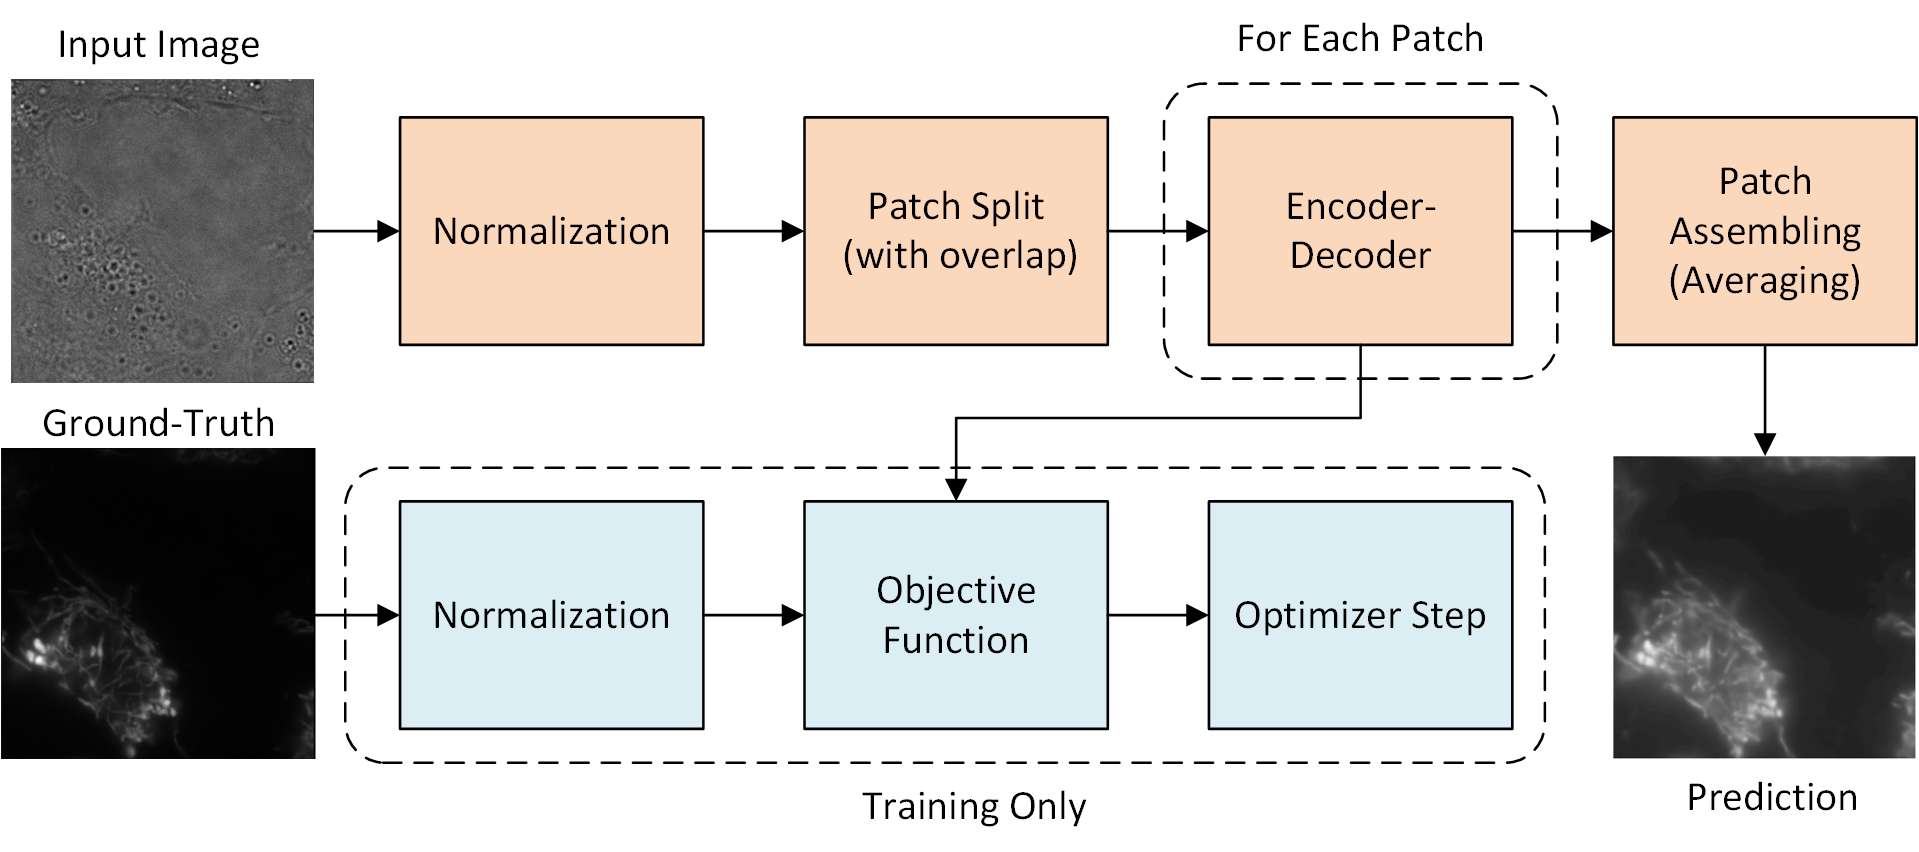 Input Image
For Each Patch
Normalization
Patch Split
(with overlap)
Encoder-
Decoder
Patch
Assembling
(Averaging)
Ground-Truth
Normalization
Objective
Function
Optimizer Step
Training Only
Prediction